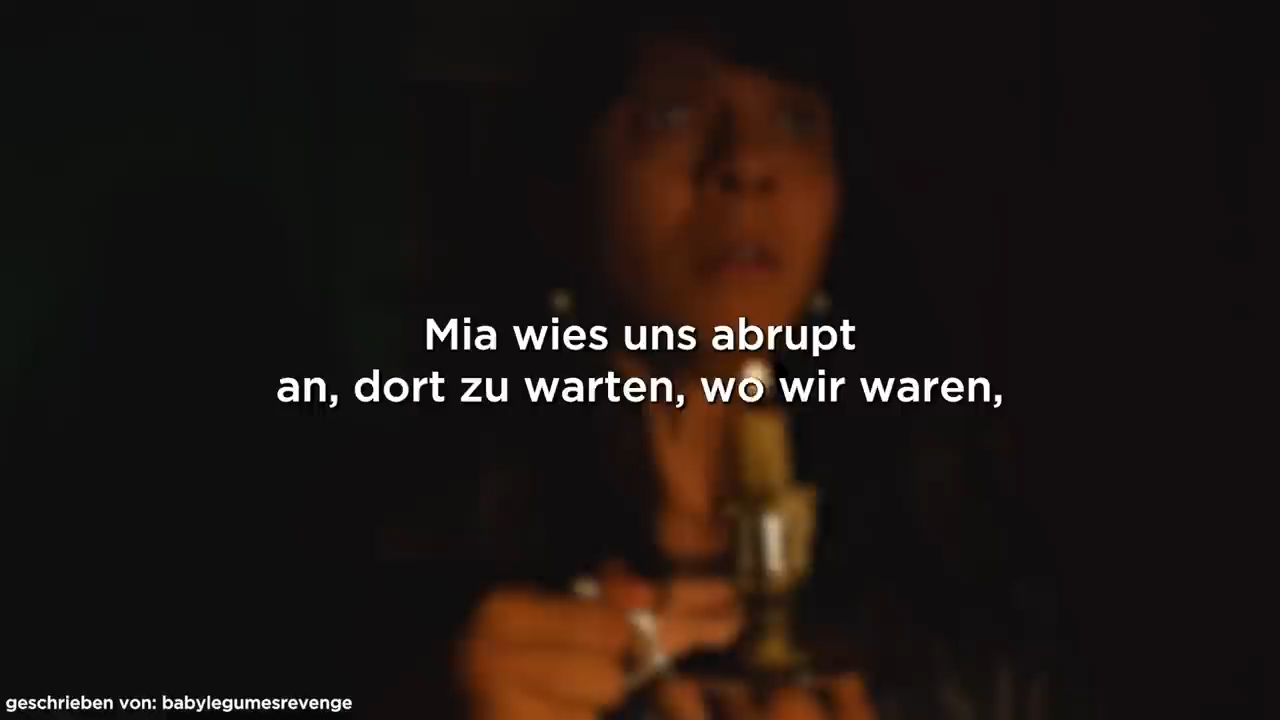 Mia wies uns abrupt
an, dort zu warten, wo wir waren,
geschrieben von: babylegumesrevenge